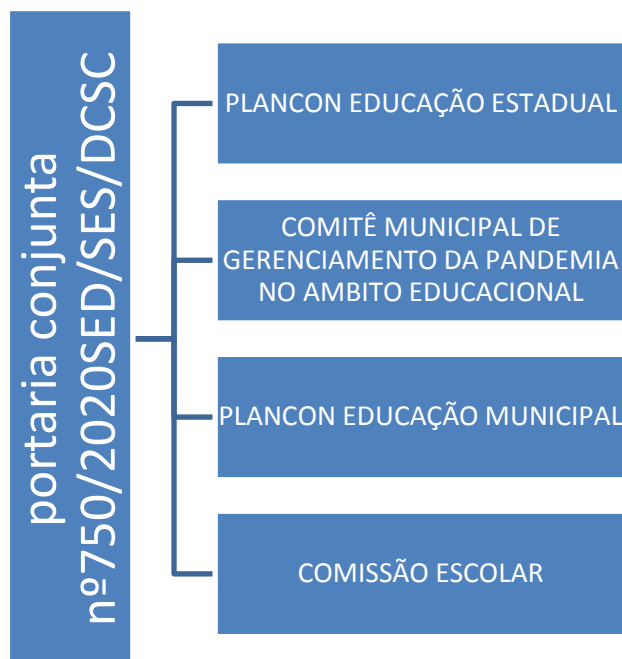 portaria conjunta
nº750/2020SED/SES/DCSC
PLANCON EDUCAÇÃO ESTADUAL
COMITÊ MUNICIPAL DE
GERENCIAMENTO DA PANDEMIA
NO AMBITO EDUCACIONAL
PLANCON EDUCAÇÃO MUNICIPAL
COMISSÃO ESCOLAR